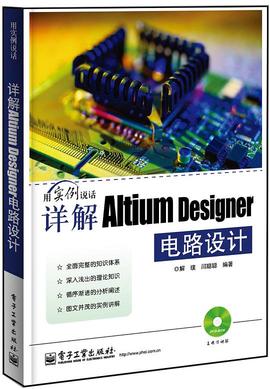 用实例说话
详解Altium Designer
电路设计
◎解 璞 闫聪聪 编著
☆ 全面完整的知识体系
☆ 深入浅出的理论知识
☆ 循序渐进的分析阐述
☆ 图文并茂的实例讲解
电子工业出版社
http://www.phei.com.cn
用实例说话
详解Altium Designer电路设计
电子工业出版社